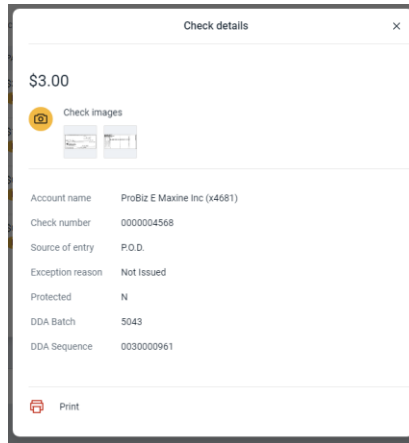 Check details
$3.00
Check images
Account name ProBiz E Maxine Inc (x4681)
Check number 0000004568
Source of entry P.O.D.
Exception reason Not Issued
Protected N
DDA Batch 5043
DDA Sequence 0030000961
Print